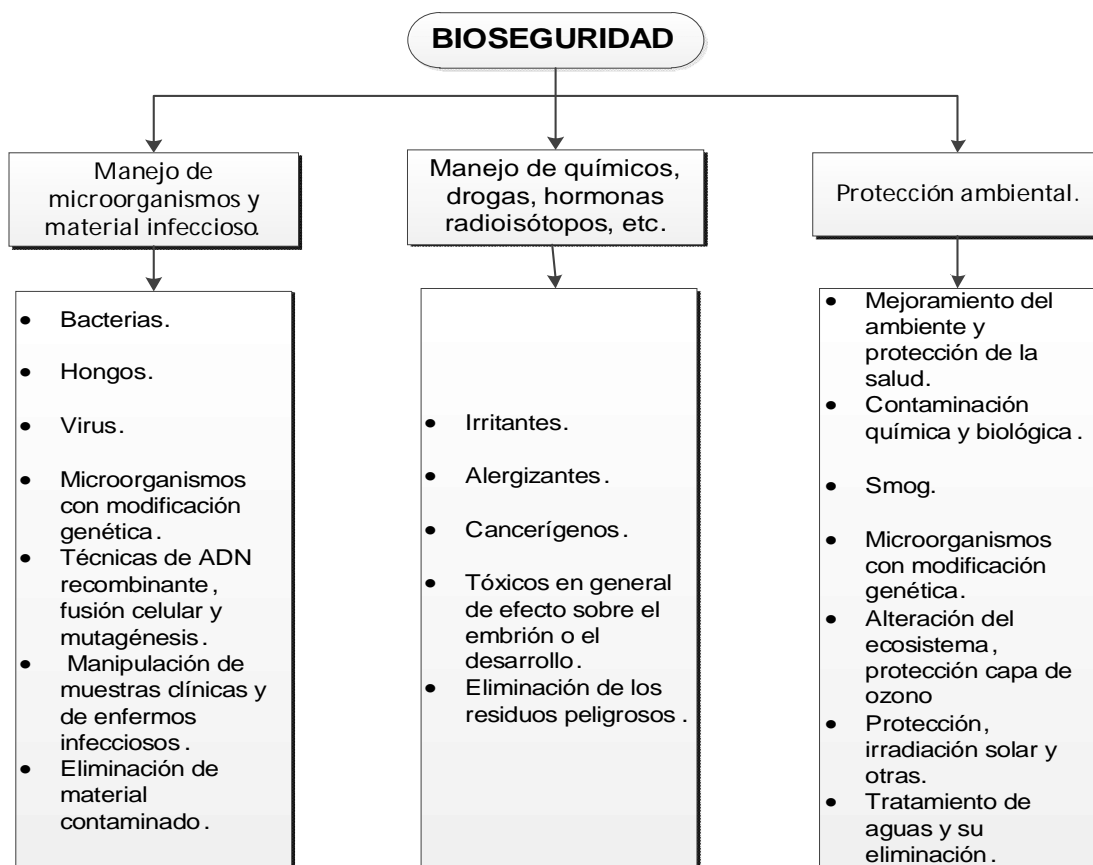 BIOSEGURIDAD
Manejo de
microorganismos y
material infeccioso.
Manejo de químicos,
drogas, hormonas
radioisótopos, etc.
Protección ambiental.
• Bacterias.
• Hongos.
• Virus.
• Microorganismos
con modificación
genética.
• Técnicas de ADN
recombinante,
fusión celular y
mutagénesis.
• Manipulación de
muestras clínicas y
de enfermos
infecciosos.
• Eliminación de
material
contaminado.
• Irritantes.
• Alergizantes.
• Cancerígenos.
• Tóxicos en general
de efecto sobre el
embrión o el
desarrollo.
• Eliminación de los
residuos peligrosos.
• Mejoramiento del
ambiente y
protección de la
salud.
• Contaminación
química y biológica.
• Smog.
• Microorganismos
con modificación
genética.
• Alteración del
ecosistema,
protección capa de
ozono
• Protección,
irradiación solar y
otras.
• Tratamiento de
aguas y su
eliminación.